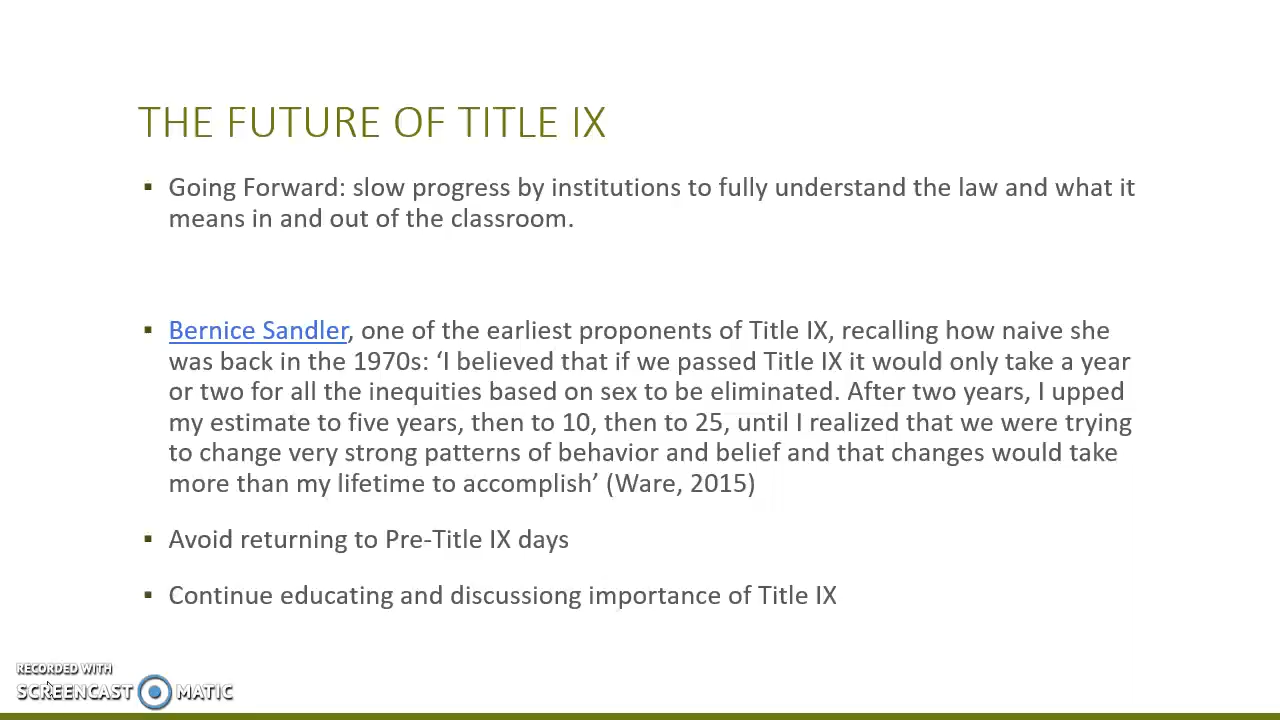 THE FUTURE OF TITLE IX
▪ Going Forward: slow progress by institutions to fully understand the law and what it
means in and out of the classroom.
▪ Bernice Sandler, one of the earliest proponents of Title IX, recalling how naive she
was back in the 1970s: ‘I believed that if we passed Title IX it would only take a year
or two for all the inequities based on sex to be eliminated. After two years, I upped
my estimate to five years, then to 10, then to 25, until I realized that we were trying
to change very strong patterns of behavior and belief and that changes would take
more than my lifetime to accomplish’ (Ware, 2015)
▪ Avoid returning to Pre-Title IX days
▪ Continue educating and discussiong importance of Title IX
RECORDED WITH
SCREENCAST MATIC